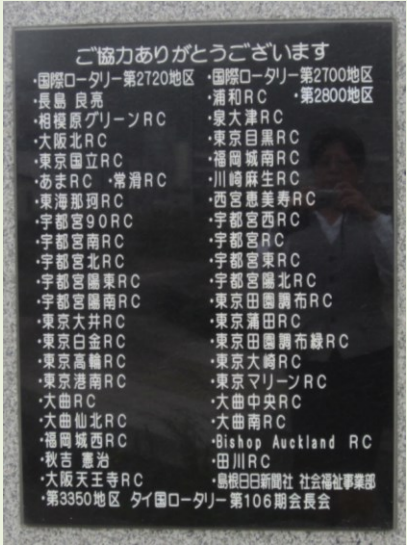 ご協力ありがとうございます
・国際ロータリー第2720地区 ・国際ロータリー第2700地区
・長島 良亮 ・浦和RC ・第2800地区
・相模原グリーンRC ・泉大津RC
・大阪北RC ・東京目黒RC
・東京国立RC ・福岡城南RC
・あまRC ・常滑RC ・川崎麻生RC
・東海那珂RC ・西宮恵美寿RC
・宇都宮90RC ・宇都宮西RC
・宇都宮南RC ・宇都宮RC
・宇都宮北RC ・宇都宮東RC
・宇都宮陽東RC ・宇都宮陽北RC
・宇都宮陽南RC ・東京田園調布RC
・東京大井RC ・東京蒲田RC
・東京白金RC ・東京田園調布緑RC
・東京高輪RC ・東京大崎RC
・東京港南RC ・東京マリーンRC
・大曲RC ・大曲中央RC
・大曲仙北RC ・大曲南RC
・福岡城西RC ・Bishop Auckland RC
・秋吉 憲治 ・田川RC
・大阪天王寺RC ・島根日日新聞社 社会福祉事業部
・第3350地区 タイ国ロータリー第106期会長会